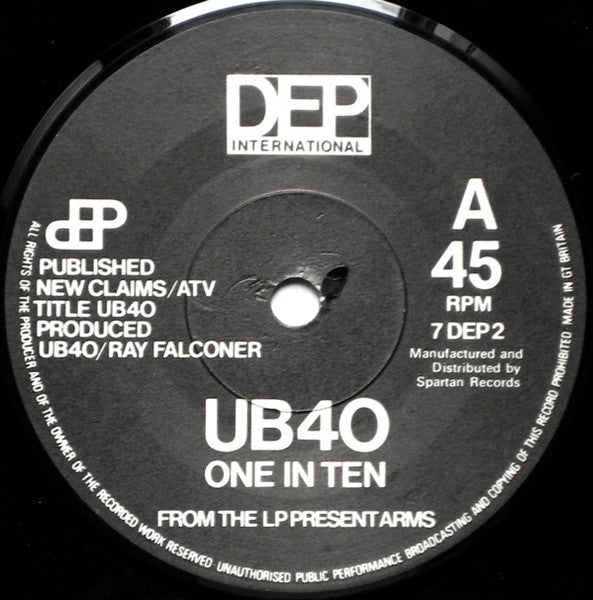 DEP
INTERNATIONAL
A
45
RPM
7 DEP 2
Manufactured and
Distributed by
Spartan Records
dEP
PUBLISHED
NEW CLAIMS/ATV
TITLE UB40
PRODUCED
UB40/RAY FALCONER
UB40
ONE IN TEN
FROM THE LP PRESENT ARMS
ALL RIGHTS OF THE PRODUCER AND OF THE OWNER OF THE RECORDED WORK RESERVED · UNAUTHORISED PUBLIC PERFORMANCE BROADCASTING AND COPYING OF THIS RECORD PROHIBITED MADE IN GT BRITAIN